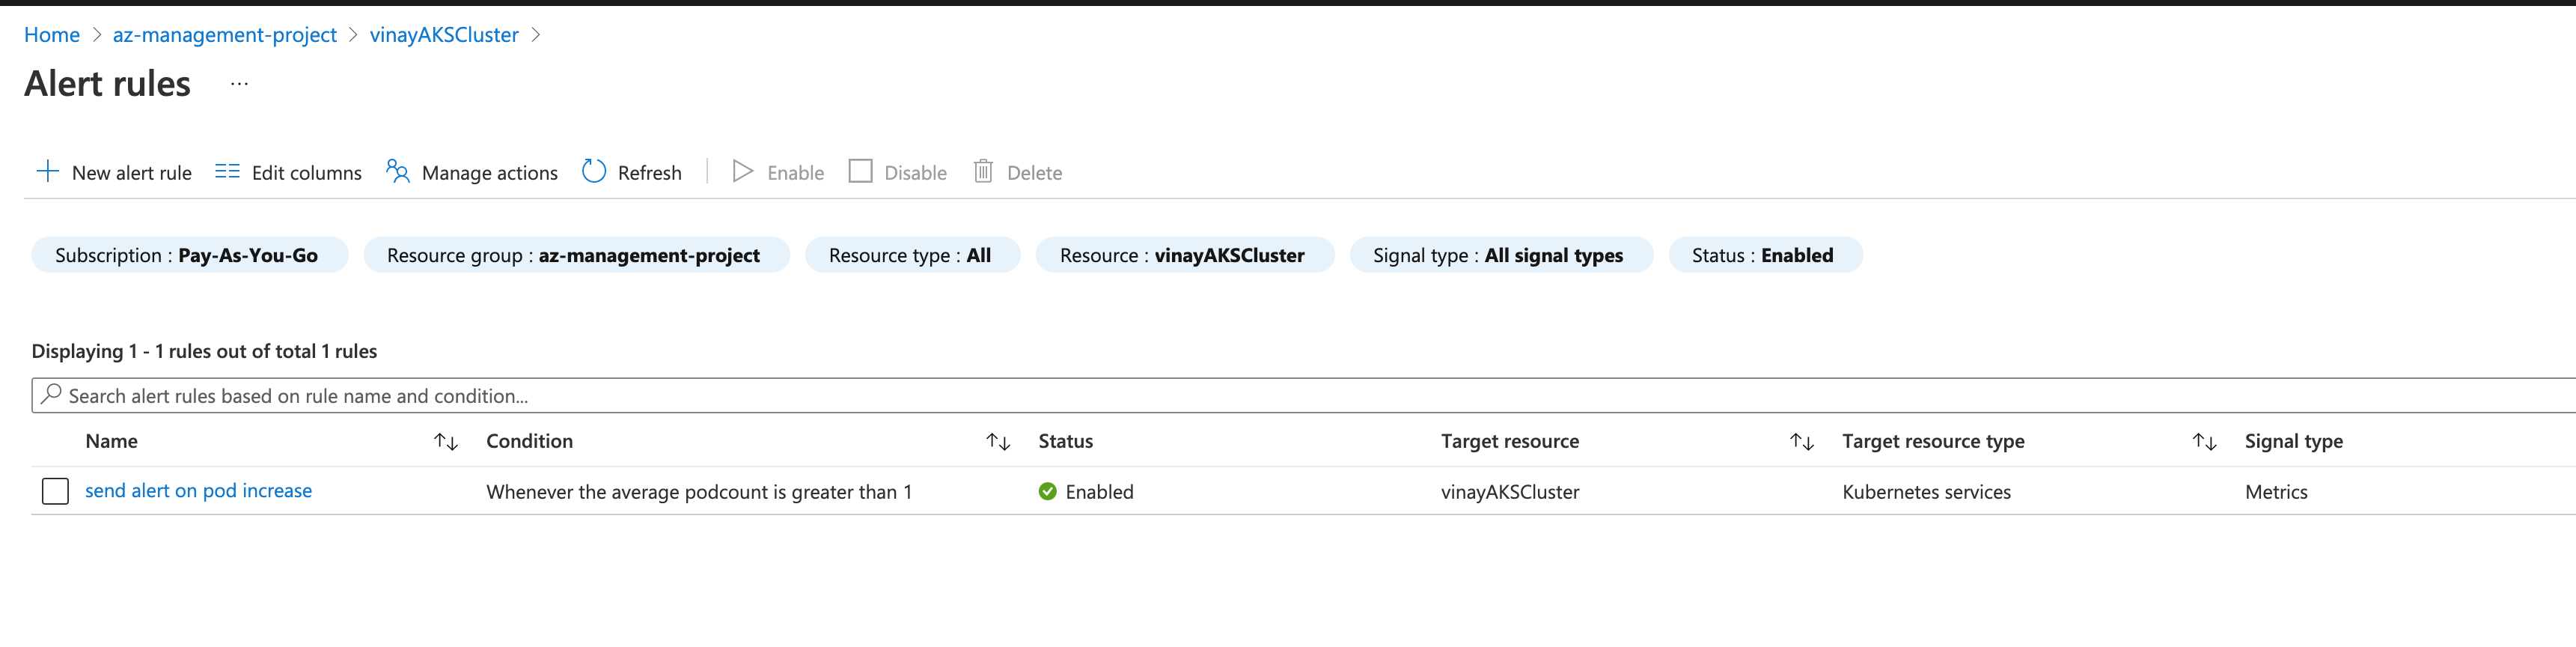 Home > az-management-project > vinayAKSCluster >
Alert rules ...
New alert rule Edit columns Manage actions Refresh Enable Disable Delete
Subscription : Pay-As-You-Go Resource group : az-management-project Resource type : All Resource : vinayAKSCluster Signal type : All signal types Status : Enabled
Displaying 1 - 1 rules out of total 1 rules
Search alert rules based on rule name and condition...
Name Condition Status Target resource Target resource type Signal type
send alert on pod increase Whenever the average podcount is greater than 1 Enabled vinayAKSCluster Kubernetes services Metrics